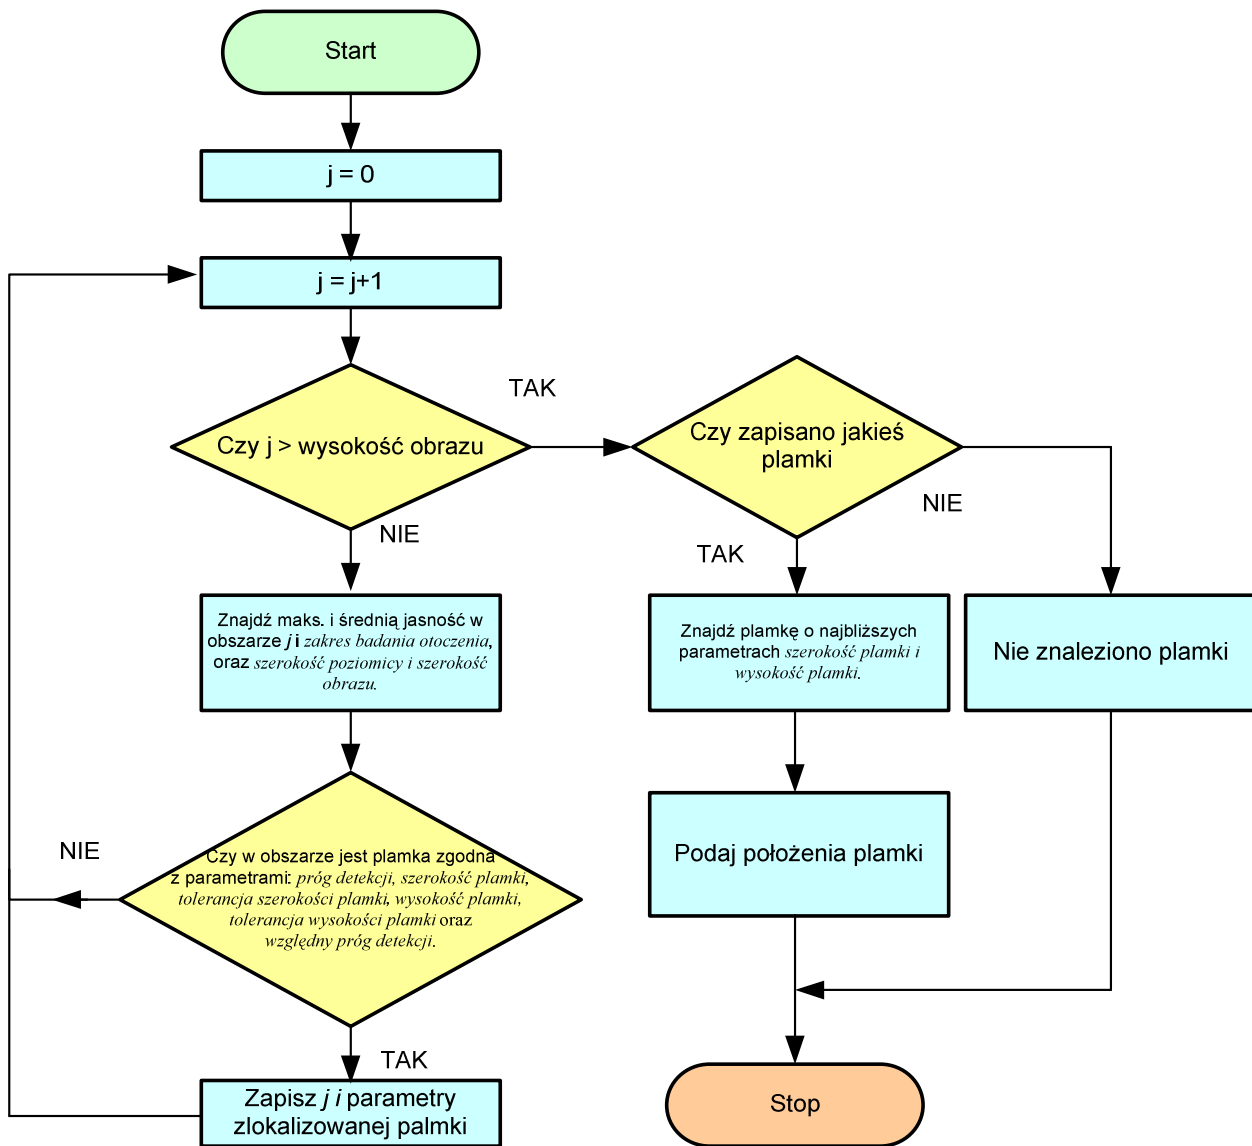 Start
j = 0
j = j+1
Czy j > wysokość obrazu
TAK
NIE
Czy zapisano jakieś
plamki
NIE
TAK
Znajdź maks. i średnią jasność w
obszarze j i zakres badania otoczenia,
oraz szerokość poziomicy i szerokość
obrazu.
Znajdź plamkę o najbliższych
parametrach szerokość plamki i
wysokość plamki.
Nie znaleziono plamki
Czy w obszarze jest plamka zgodna
z parametrami: próg detekcji, szerokość plamki,
tolerancja szerokości plamki, wysokość plamki,
tolerancja wysokości plamki oraz
względny próg detekcji.
NIE
TAK
Podaj położenia plamki
Zapisz j i parametry
zlokalizowanej palmki
Stop